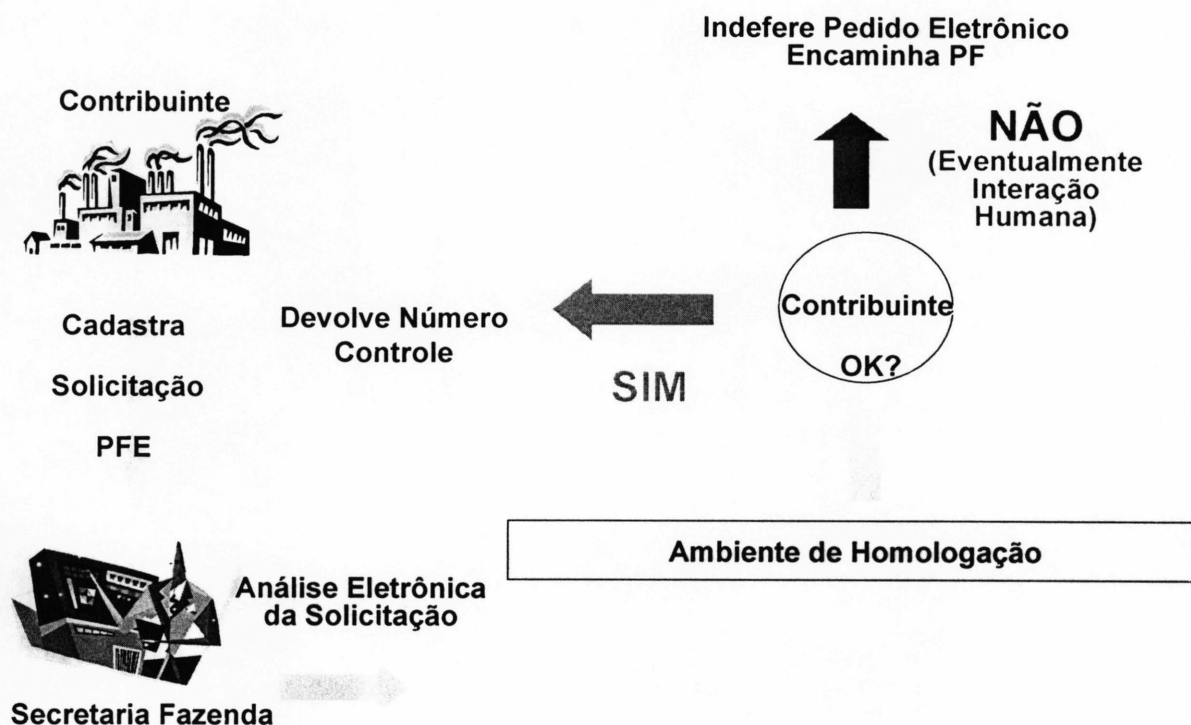 Indefere Pedido Eletrônico
Encaminha PF
Contribuinte
NÃO
(Eventualmente
Interação
Humana)
Contribuinte
OK?
Devolve Número
Controle
SIM
Cadastra
Solicitação
PFE
Ambiente de Homologação
Análise Eletrônica
da Solicitação
Secretaria Fazenda